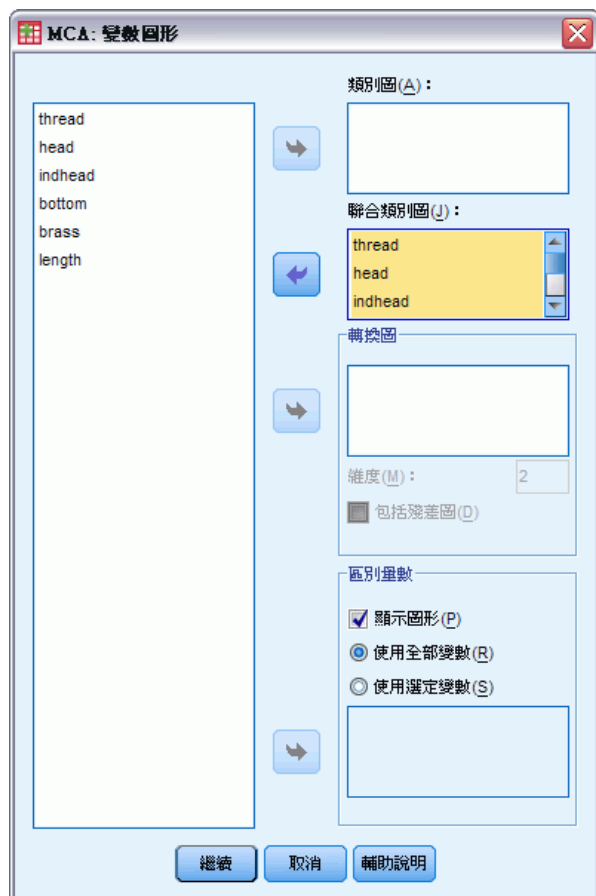 MCA: 變數圖形
thread
head
indhead
bottom
brass
length
類別圖(A)：
聯合類別圖(J)：
thread
head
indhead
轉換圖
維度(M)：
2
包括殘差圖(D)
區別量數
顯示圖形(P)
使用全部變數(R)
使用選定變數(S)
繼續
取消
輔助說明